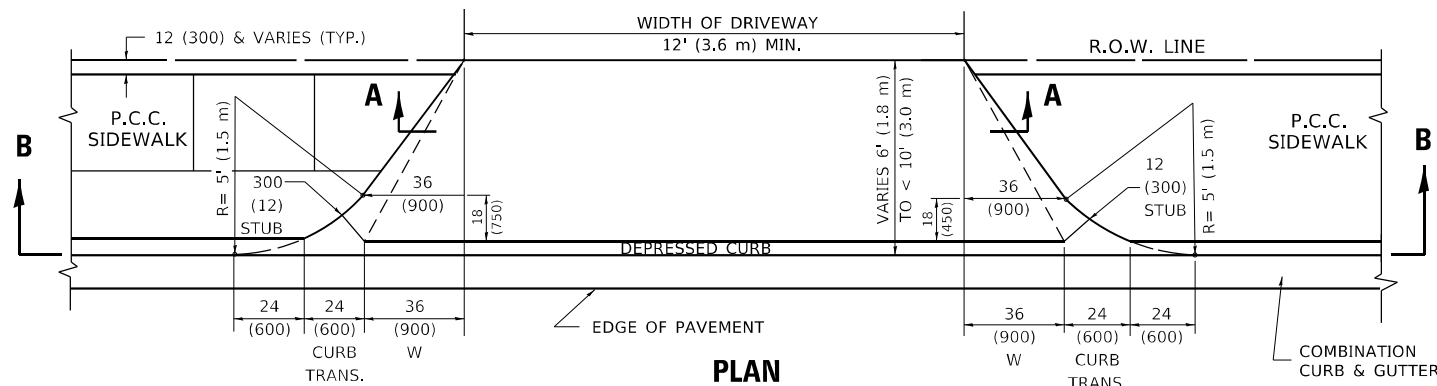 WIDTH OF DRIVEWAY
12' (3.6 m) MIN.
12 (300) & VARIES (TYP.)
R.O.W. LINE
A
A
P.C.C.
SIDEWALK
P.C.C.
SIDEWALK
B
B
R= 5' (1.5 m)
300
(12)
STUB
36
(900)
18
(750)
VARIES 6' (1.8 m)
TO < 10' (3.0 m)
36
(900)
18
(450)
12
(300)
STUB
R= 5' (1.5 m)
DEPRESSED CURB
24
(600)
24
(600)
CURB
TRANS.
36
(900)
W
EDGE OF PAVEMENT
PLAN
36
(900)
W
24
(600)
CURB
TRANS
24
(600)
COMBINATION
CURB & GUTTER